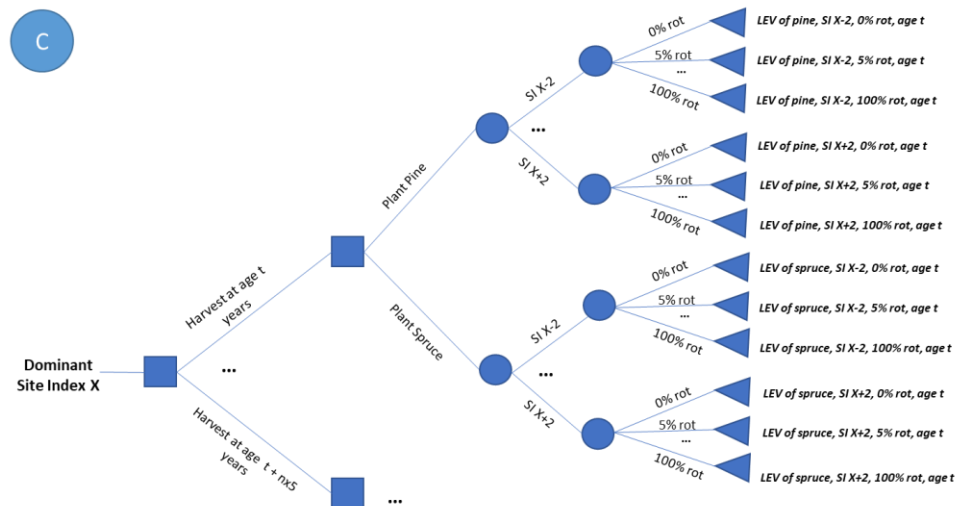 C
0% rot
LEV of pine, SI X-2, 0% rot, age t
SI X-2
5% rot
...
LEV of pine, SI X-2, 5% rot, age t
100% rot
LEV of pine, SI X-2, 100% rot, age t
...
Plant Pine
SI X+2
0% rot
LEV of pine, SI X+2, 0% rot, age t
5% rot
...
LEV of pine, SI X+2, 5% rot, age t
100% rot
LEV of pine, SI X+2, 100% rot, age t
Harvest at age t
years
Plant Spruce
SI X-2
0% rot
LEV of spruce, SI X-2, 0% rot, age t
5% rot
...
LEV of spruce, SI X-2, 5% rot, age t
100% rot
LEV of spruce, SI X-2, 100% rot, age t
Dominant
Site Index X
...
...
SI X+2
0% rot
LEV of spruce, SI X+2, 0% rot, age t
5% rot
...
LEV of spruce, SI X+2, 5% rot, age t
100% rot
LEV of spruce, SI X+2, 100% rot, age t
Harvest at age t + nx5
years
...